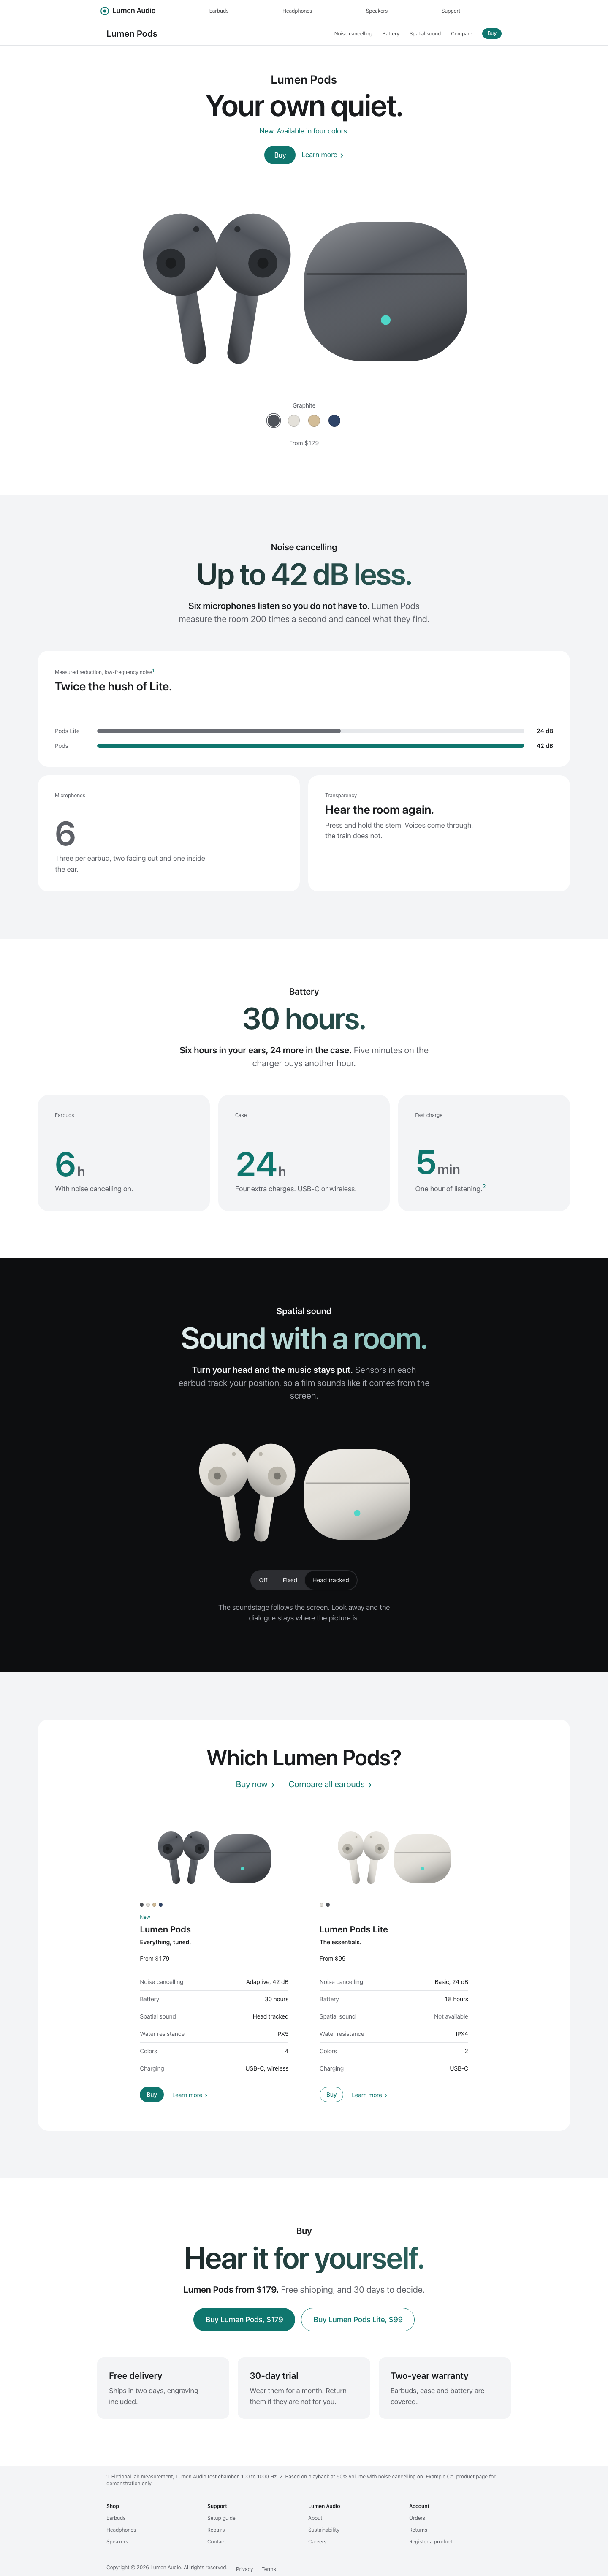 Lumen Audio
Earbuds
Headphones
Speakers
Support
Lumen Pods
Noise cancelling
Battery
Spatial sound
Compare
Buy
Lumen Pods
Your own quiet.
New. Available in four colors.
Buy
Learn more ›
Graphite
From $179
Noise cancelling
Up to 42 dB less.
Six microphones listen so you do not have to. Lumen Pods
measure the room 200 times a second and cancel what they find.
Measured reduction, low-frequency noise1
Twice the hush of Lite.
Pods Lite
24 dB
Pods
42 dB
Microphones
6
Three per earbud, two facing out and one inside
the ear.
Transparency
Hear the room again.
Press and hold the stem. Voices come through,
the train does not.
Battery
30 hours.
Six hours in your ears, 24 more in the case. Five minutes on the
charger buys another hour.
Earbuds
6 h
With noise cancelling on.
Case
24 h
Four extra charges. USB-C or wireless.
Fast charge
5 min
One hour of listening.2
Spatial sound
Sound with a room.
Turn your head and the music stays put. Sensors in each
earbud track your position, so a film sounds like it comes from the
screen.
Off
Fixed
Head tracked
The soundstage follows the screen. Look away and the
dialogue stays where the picture is.
Which Lumen Pods?
Buy now ›
Compare all earbuds ›
New
Lumen Pods
Everything, tuned.
From $179
Noise cancelling
Adaptive, 42 dB
Battery
30 hours
Spatial sound
Head tracked
Water resistance
IPX5
Colors
4
Charging
USB-C, wireless
Buy
Learn more ›
Lumen Pods Lite
The essentials.
From $99
Noise cancelling
Basic, 24 dB
Battery
18 hours
Spatial sound
Not available
Water resistance
IPX4
Colors
2
Charging
USB-C
Buy
Learn more ›
Buy
Hear it for yourself.
Lumen Pods from $179. Free shipping, and 30 days to decide.
Buy Lumen Pods, $179
Buy Lumen Pods Lite, $99
Free delivery
Ships in two days, engraving
included.
30-day trial
Wear them for a month. Return
them if they are not for you.
Two-year warranty
Earbuds, case and battery are
covered.
1. Fictional lab measurement, Lumen Audio test chamber, 100 to 1000 Hz. 2. Based on playback at 50% volume with noise cancelling on. Example Co. product page for
demonstration only.
Shop
Earbuds
Headphones
Speakers
Support
Setup guide
Repairs
Contact
Lumen Audio
About
Sustainability
Careers
Account
Orders
Returns
Register a product
Copyright © 2026 Lumen Audio. All rights reserved.
Privacy
Terms